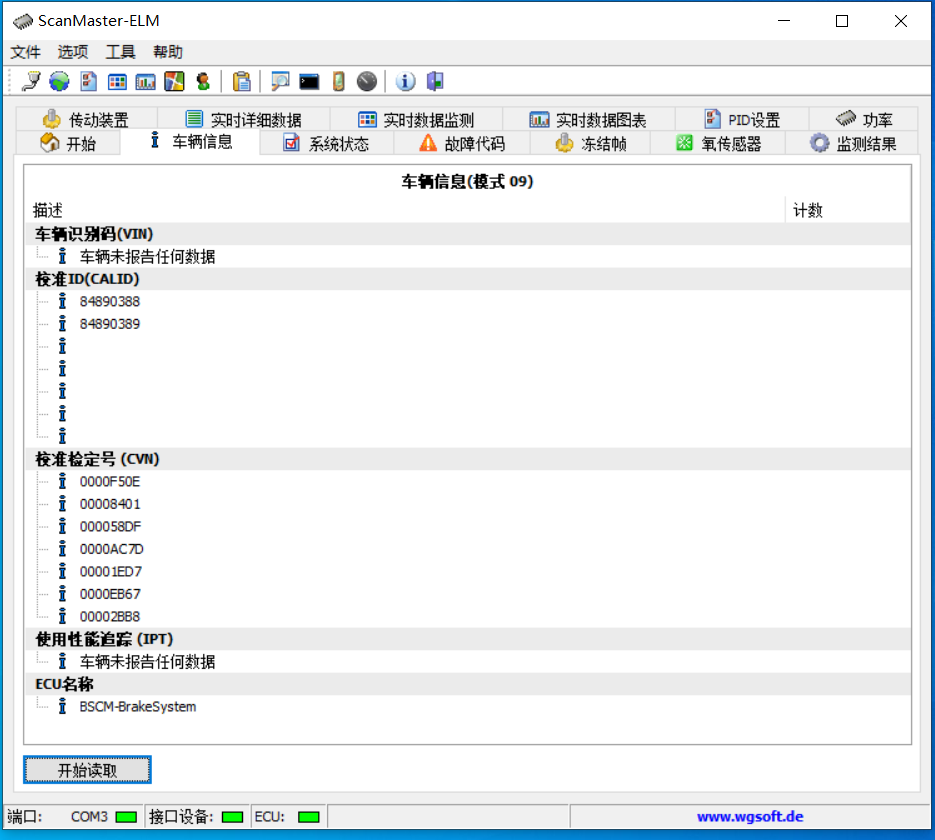 ScanMaster-ELM
文件 选项 工具 帮助
传动装置 实时详细数据 实时数据监测 实时数据图表 PID设置 功率
开始 车辆信息 系统状态 故障代码 冻结帧 氧传感器 监测结果
车辆信息(模式 09)
描述 计数
车辆识别码(VIN)
车辆未报告任何数据
校准ID(CALID)
84890388
84890389
校准检定号 (CVN)
0000F50E
00008401
000058DF
0000AC7D
00001ED7
0000EB67
00002BB8
使用性能追踪 (IPT)
车辆未报告任何数据
ECU名称
BSCM-BrakeSystem
开始读取
端口: COM3 接口设备: ECU: www.wgsoft.de